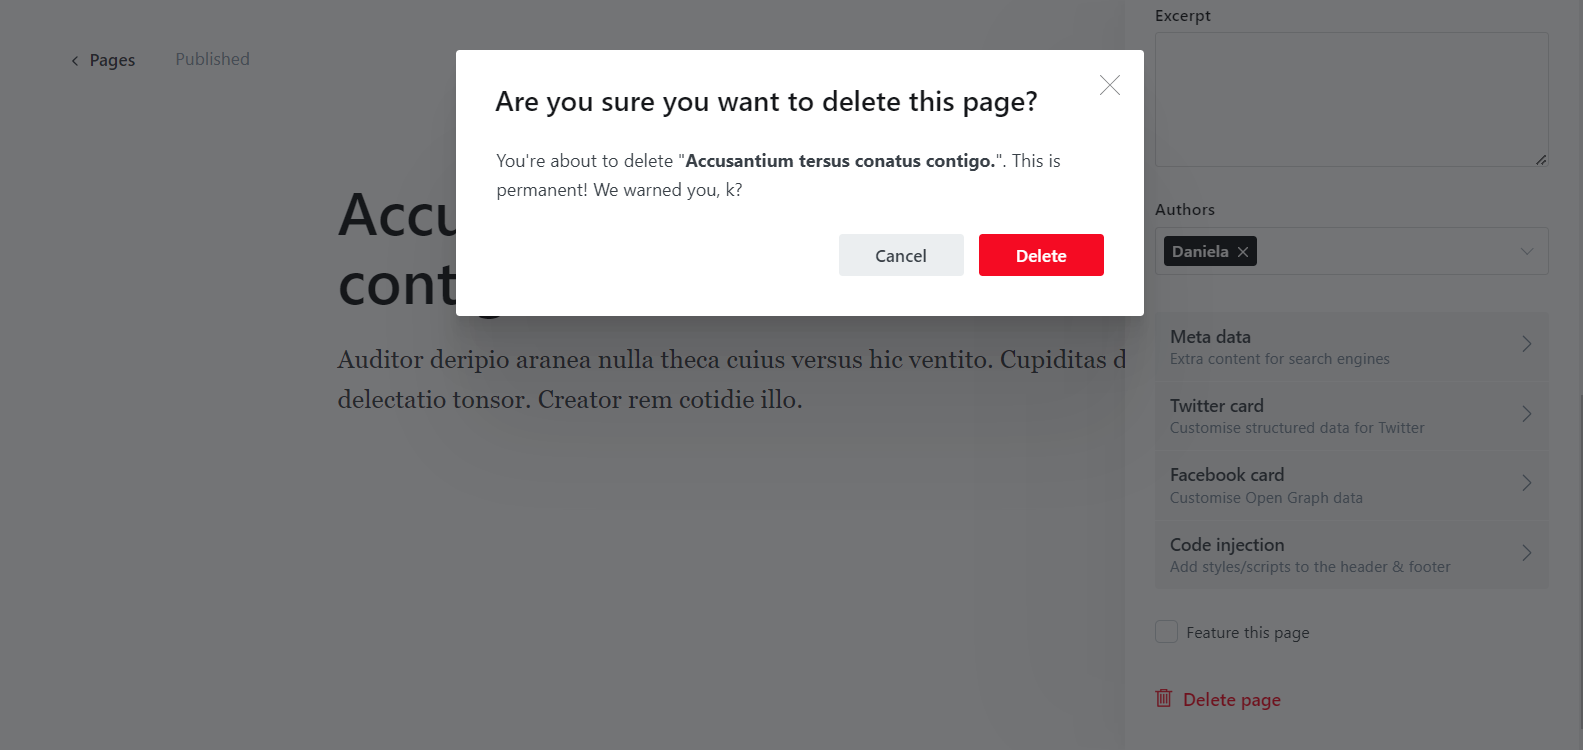 Pages
Published
Are you sure you want to delete this page?
You're about to delete "Accusantium tersus conatus contigo.". This is
permanent! We warned you, k?
Cancel
Delete
Auditor deripio aranea nulla theca cuius versus hic ventito. Cupiditas
delectatio tonsor. Creator rem cotidie illo.
Excerpt
Authors
Daniela
Meta data
Extra content for search engines
Twitter card
Customise structured data for Twitter
Facebook card
Customise Open Graph data
Code injection
Add styles/scripts to the header & footer
Feature this page
Delete page